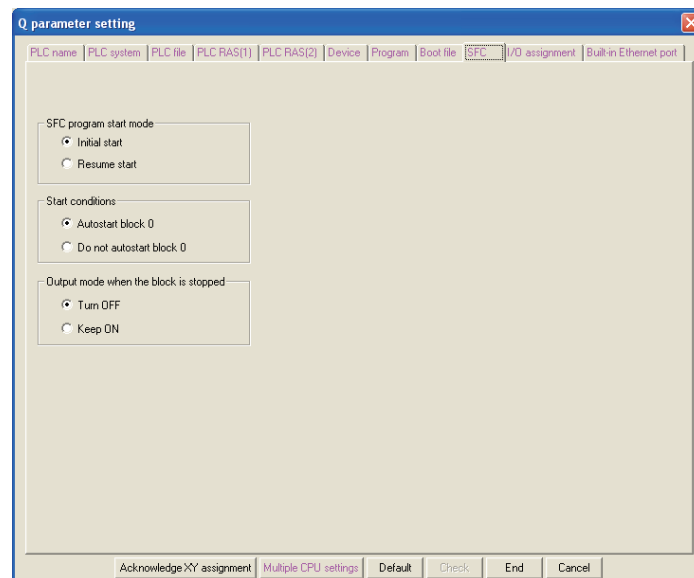 Q parameter setting
PLC name PLC system PLC file PLC RAS(1) PLC RAS(2) Device Program Boot file SFC I/O assignment Built-in Ethernet port
SFC program start mode
Initial start
Resume start
Start conditions
Autostart block 0
Do not autostart block 0
Output mode when the block is stopped
Turn OFF
Keep ON
Acknowledge XY assignment Multiple CPU settings Default Check End Cancel